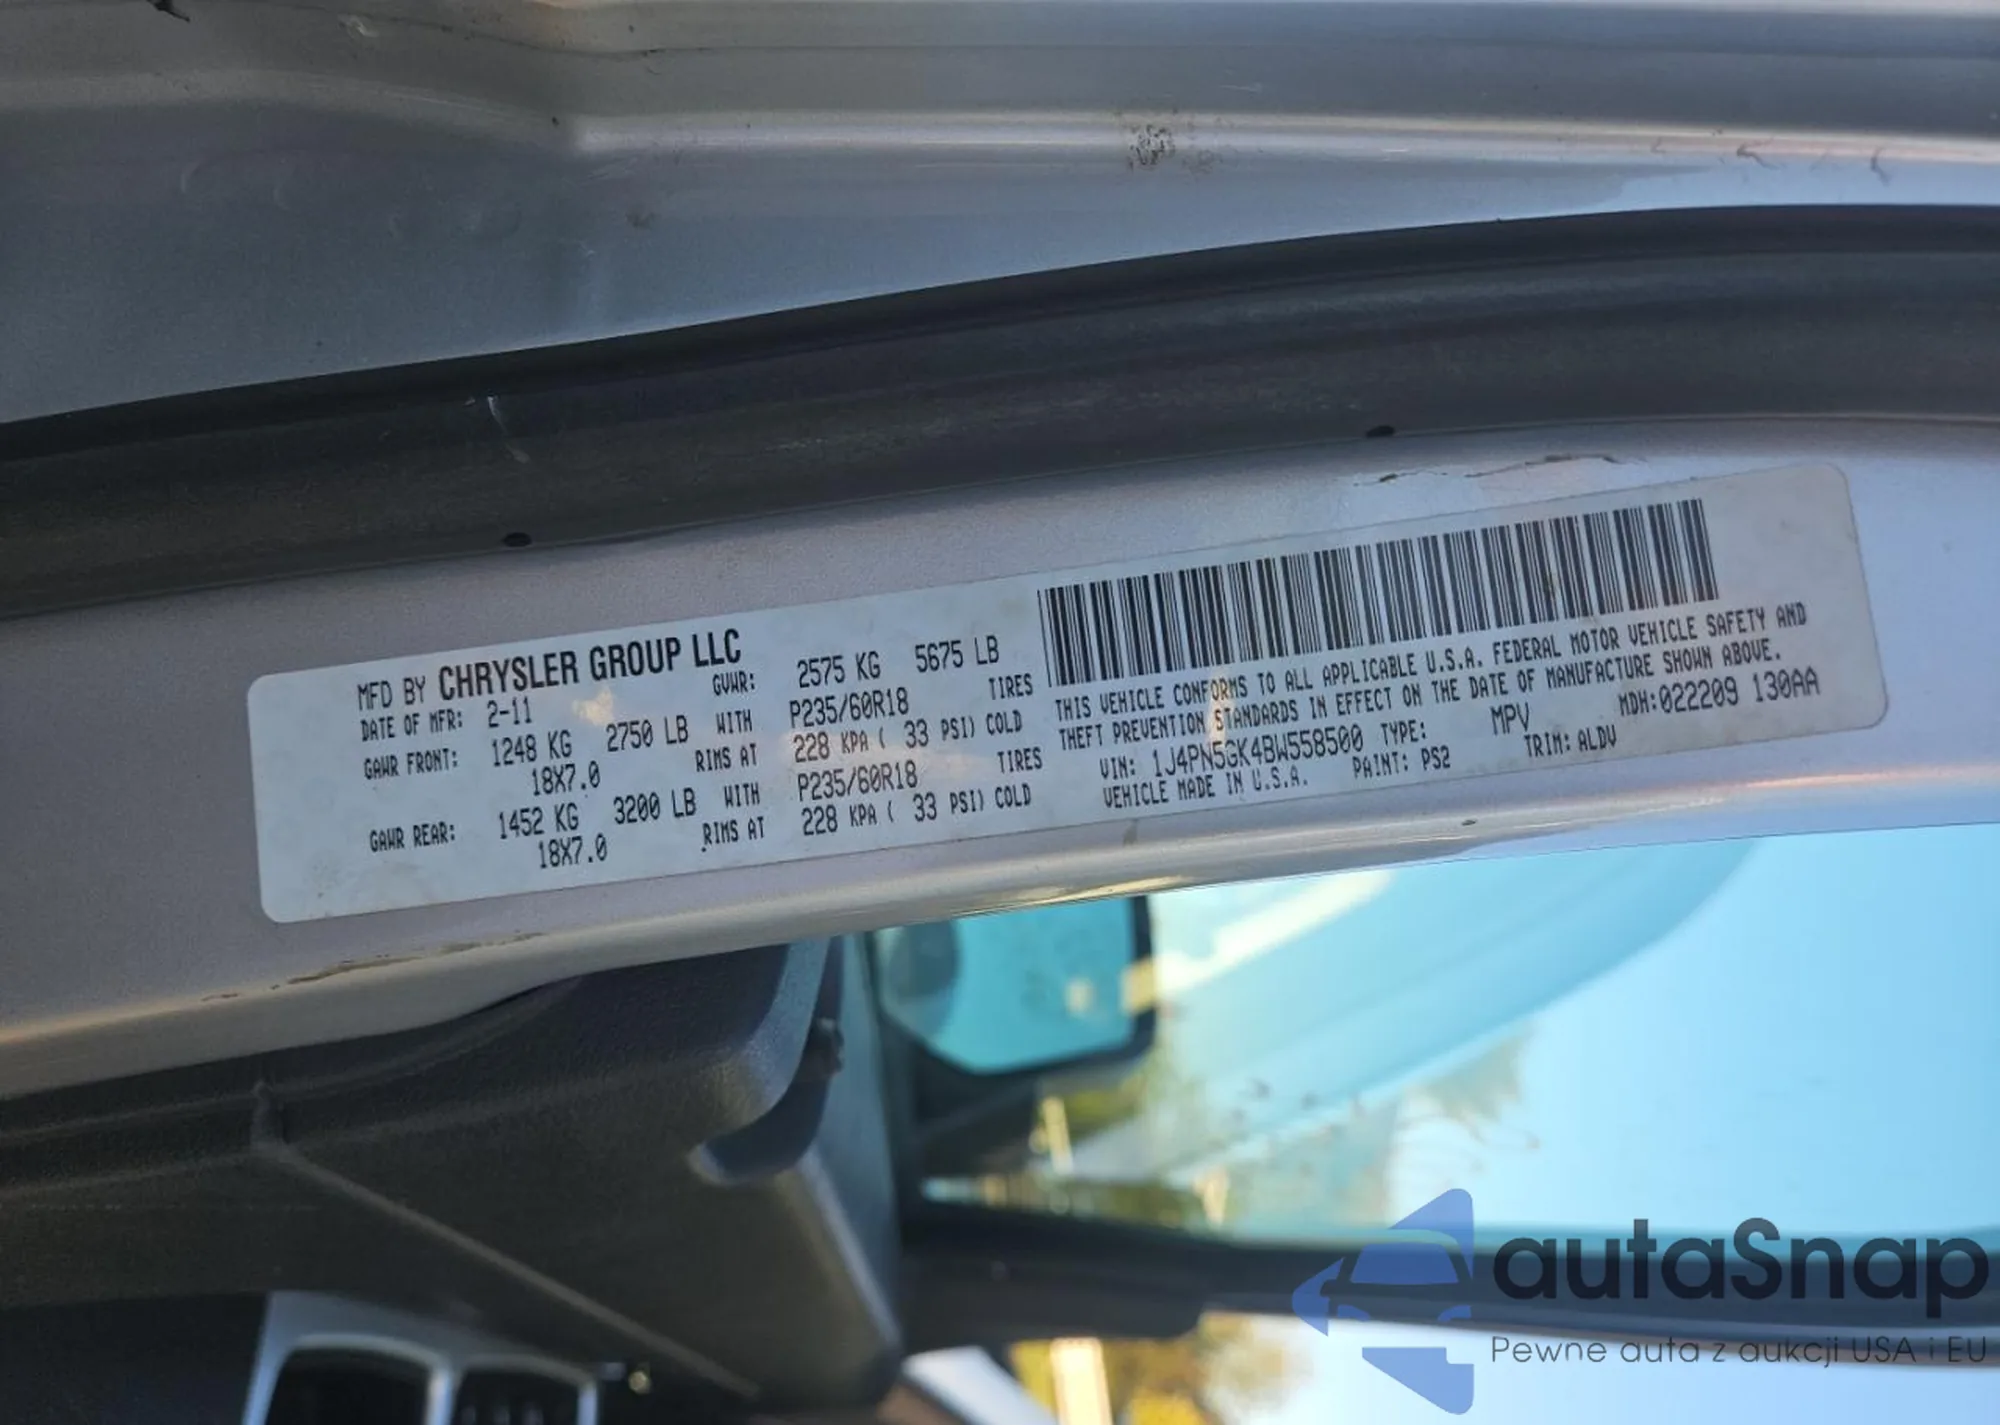 MFD BY CHRYSLER GROUP LLC
DATE OF MFR: 2-11 GVWR: 2575 KG 5675 LB
GAWR FRONT: 1248 KG 2750 LB WITH P235/60R18 TIRES
18X7.0 RIMS AT 228 KPA ( 33 PSI) COLD
GAWR REAR: 1452 KG 3200 LB WITH P235/60R18 TIRES
18X7.0 RIMS AT 228 KPA ( 33 PSI) COLD
THIS VEHICLE CONFORMS TO ALL APPLICABLE U.S.A. FEDERAL MOTOR VEHICLE SAFETY AND
THEFT PREVENTION STANDARDS IN EFFECT ON THE DATE OF MANUFACTURE SHOWN ABOVE.
VIN: 1J4PN5GK4BW558500 TYPE: MPV MDH:022209 130AA
VEHICLE MADE IN U.S.A. PAINT: PS2 TRIM: ALDV
autaSnap
Pewne auta z aukcji USA i EU